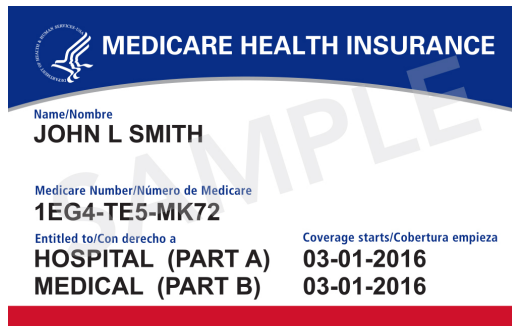 MEDICARE HEALTH INSURANCE
Name/Nombre
JOHN L SMITH
Medicare Number/Número de Medicare
1EG4-TE5-MK72
Entitled to/Con derecho a Coverage starts/Cobertura empieza
HOSPITAL (PART A) 03-01-2016
MEDICAL (PART B) 03-01-2016
SAMPLE